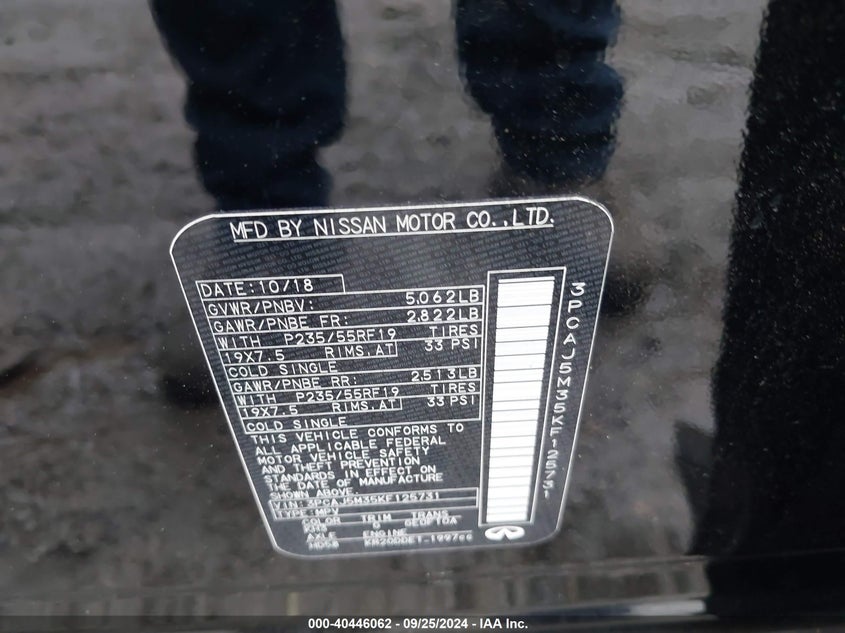 MFD BY NISSAN MOTOR CO.,LTD.
DATE:10/18
GVWR/PNBV: 5.062LB
GAWR/PNBE FR: 2.822LB
WITH P235/55RF19 TIRES
19X7.5 RIMS.AT 33 PSI
COLD SINGLE
GAWR/PNBE RR: 2.513LB
WITH P235/55RF19 TIRES
19X7.5 RIMS.AT 33 PSI
COLD SINGLE
THIS VEHICLE CONFORMS TO
ALL APPLICABLE FEDERAL
MOTOR VEHICLE SAFETY
AND THEFT PREVENTION
STANDARDS IN EFFECT ON
THE DATE OF MANUFACTURE
SHOWN ABOVE.
VIN:3PCAJ5M35KF125731
TYPE:MPV
COLOR TRIM TRANS
KH3 G
AXLE ENGINE
3PCAJ5M35KF125731
000-40446062 / 09/25/2024 - IAA Inc.